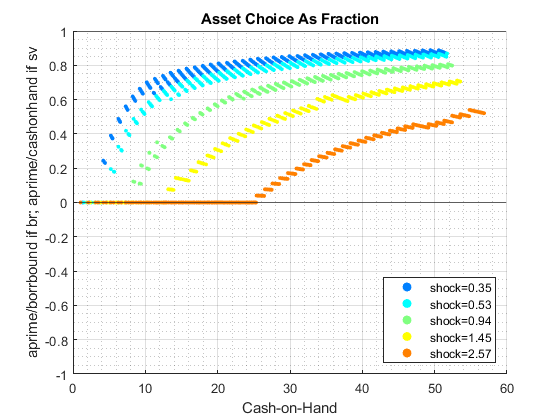 Asset Choice As Fraction
aprime/borrbound if br; aprime/cashonhand if sv
1
0.8
0.6
0.4
0.2
0
-0.2
-0.4
-0.6
-0.8
-1
shock=0.35
shock=0.53
shock=0.94
shock=1.45
shock=2.57
0 10 20 30 40 50 60
Cash-on-Hand